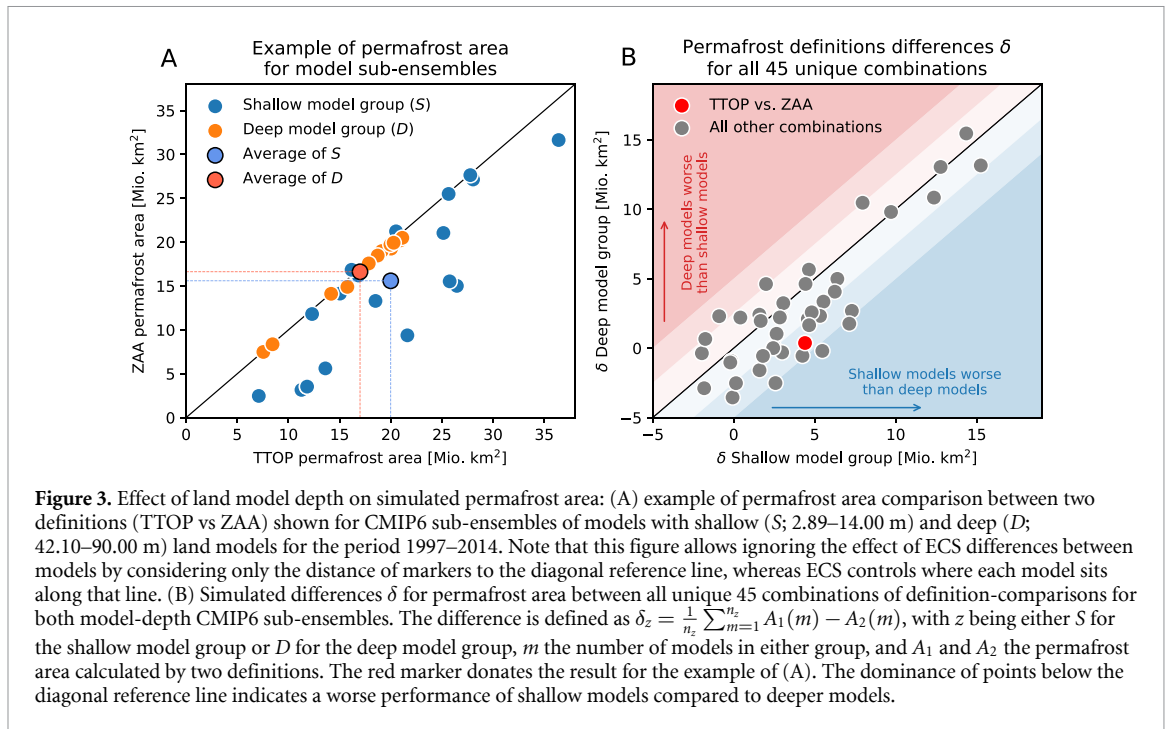 A
Example of permafrost area
for model sub-ensembles
Shallow model group (S)
Deep model group (D)
Average of S
Average of D
35
30
25
20
15
10
5
0
ZAA permafrost area [Mio. km²]
0 5 10 15 20 25 30 35
TTOP permafrost area [Mio. km²]
B
Permafrost definitions differences δ
for all 45 unique combinations
TTOP vs. ZAA
All other combinations
Deep models worse
than shallow models
Shallow models worse
than deep models
15
10
5
0
−5
δ Deep model group [Mio. km²]
−5 0 5 10 15
δ Shallow model group [Mio. km²]
Figure 3. Effect of land model depth on simulated permafrost area: (A) example of permafrost area comparison between two
definitions (TTOP vs ZAA) shown for CMIP6 sub-ensembles of models with shallow (S; 2.89–14.00 m) and deep (D;
42.10–90.00 m) land models for the period 1997–2014. Note that this figure allows ignoring the effect of ECS differences between
models by considering only the distance of markers to the diagonal reference line, whereas ECS controls where each model sits
along that line. (B) Simulated differences δ for permafrost area between all unique 45 combinations of definition-comparisons for
both model-depth CMIP6 sub-ensembles. The difference is defined as δ_z = 1/n_z ∑_{m=1}^{n_z} A₁(m) − A₂(m), with z being either S for
the shallow model group or D for the deep model group, m the number of models in either group, and A₁ and A₂ the permafrost
area calculated by two definitions. The red marker donates the result for the example of (A). The dominance of points below the
diagonal reference line indicates a worse performance of shallow models compared to deeper models.